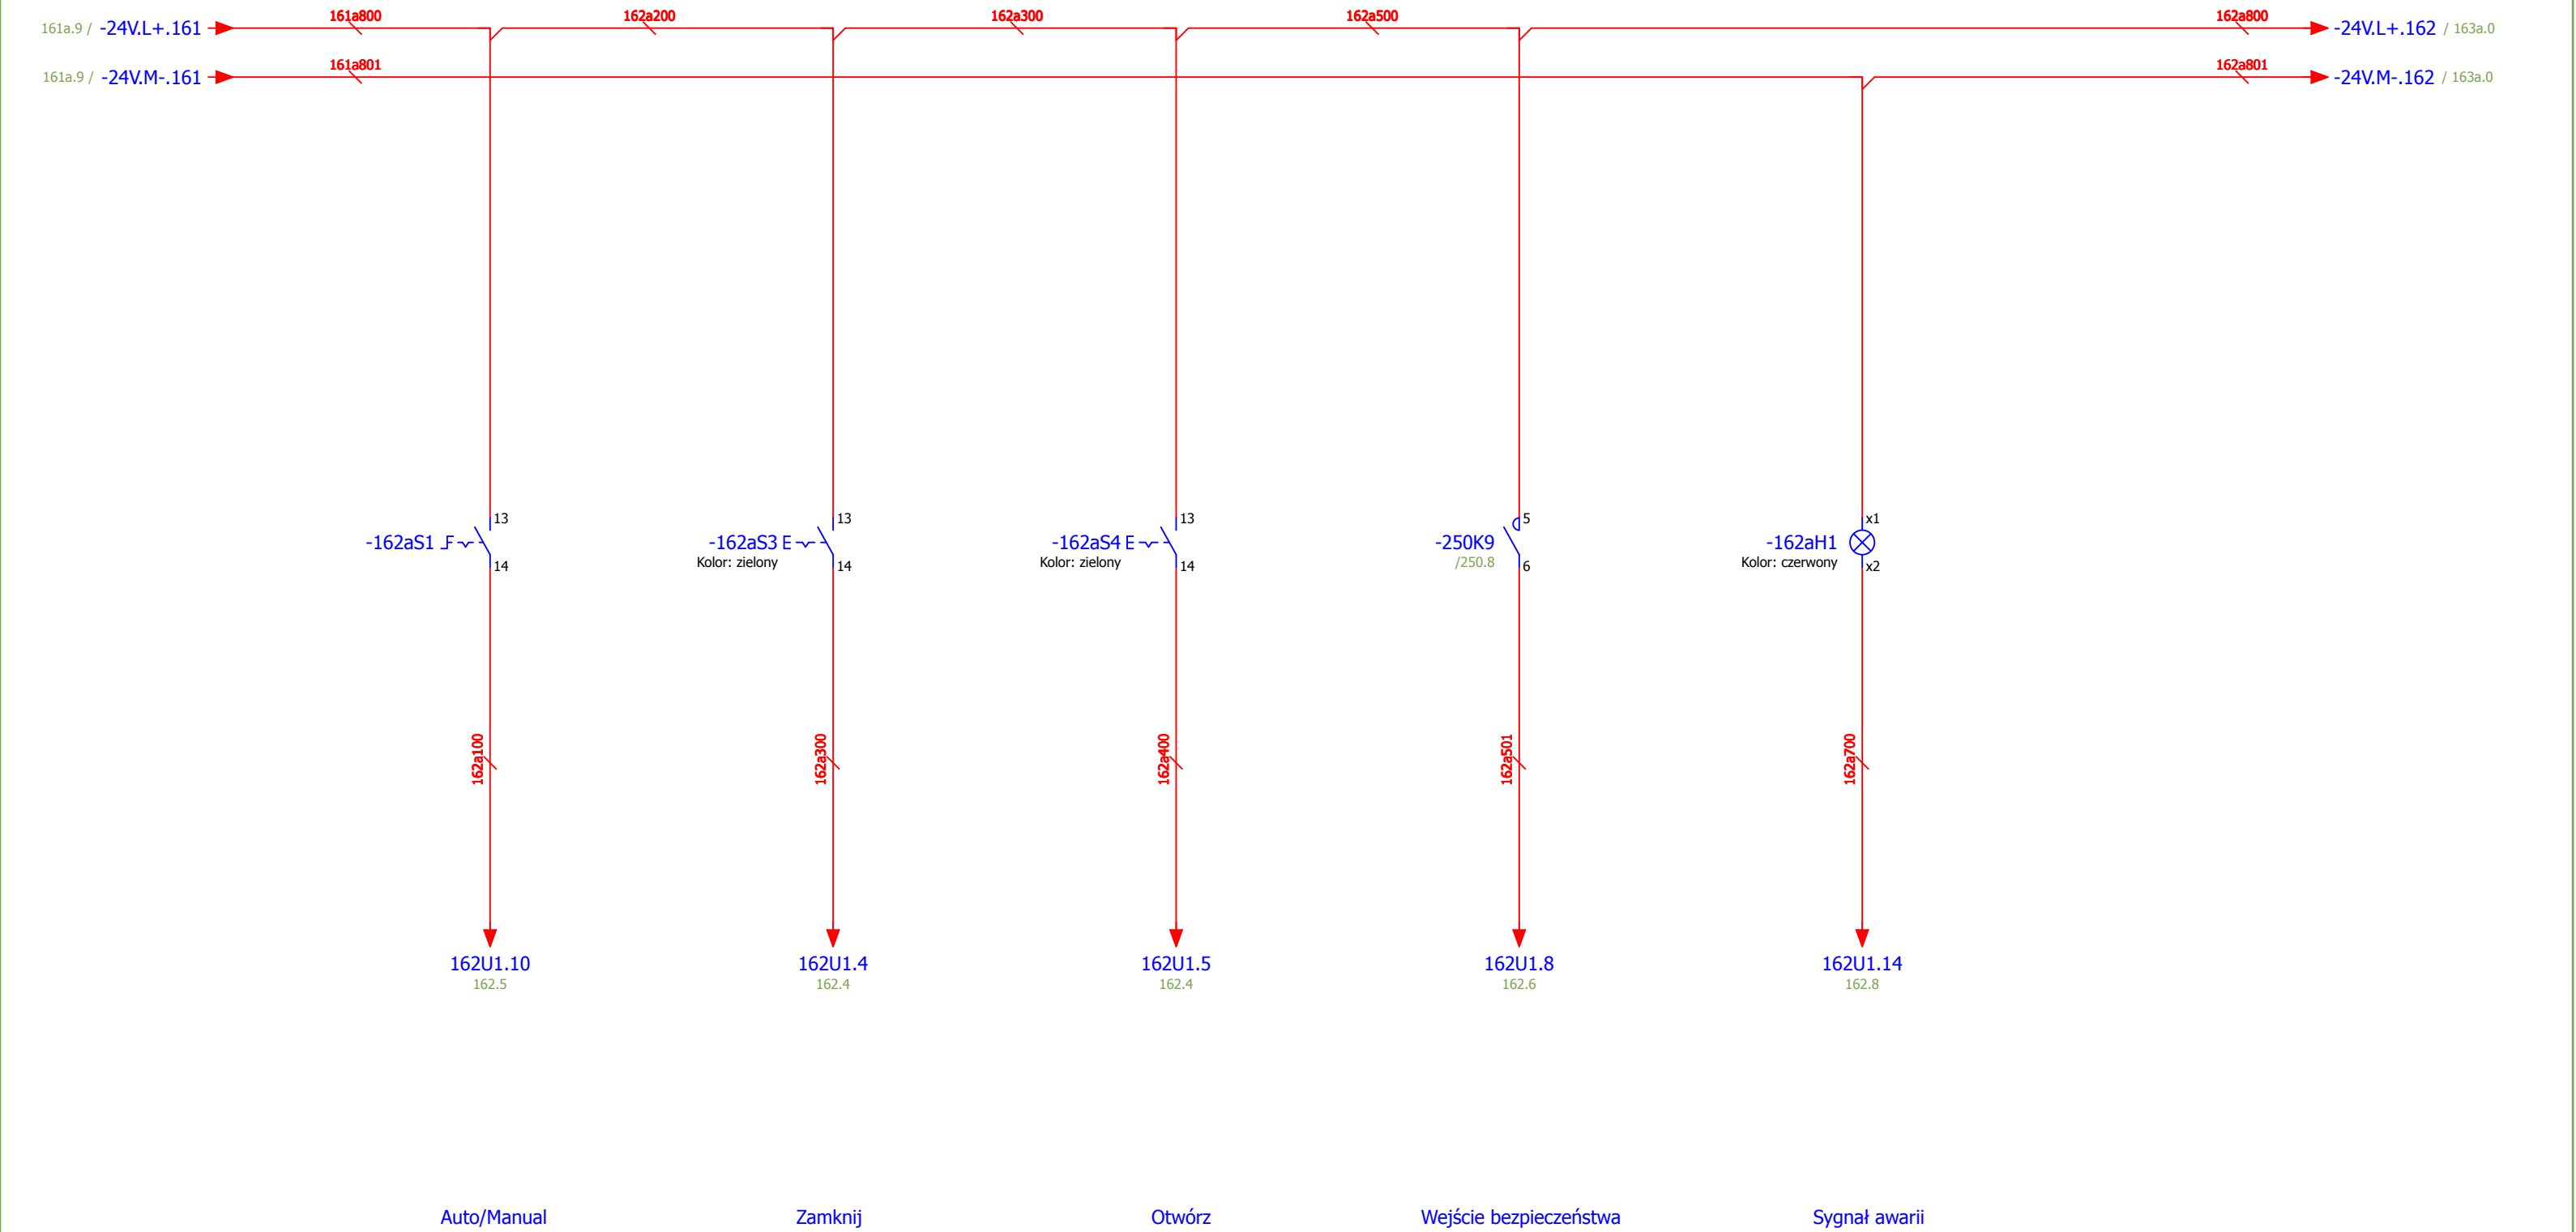 161a800 162a200 162a300 162a500 162a800
161a.9 / -24V.L+.161 -24V.L+.162 / 163a.0
161a801 162a801
161a.9 / -24V.M-.161 -24V.M-.162 / 163a.0
13 13 13 5 x1
-162aS1 -162aS3 -162aS4 -250K9 -162aH1
Kolor: zielony Kolor: zielony /250.8 Kolor: czerwony
14 14 14 6 x2
162a100 162a300 162a400 162a501 162a700
162U1.10 162U1.4 162U1.5 162U1.8 162U1.14
162.5 162.4 162.4 162.6 162.8
Auto/Manual Zamknij Otwórz Wejście bezpieczeństwa Sygnał awarii